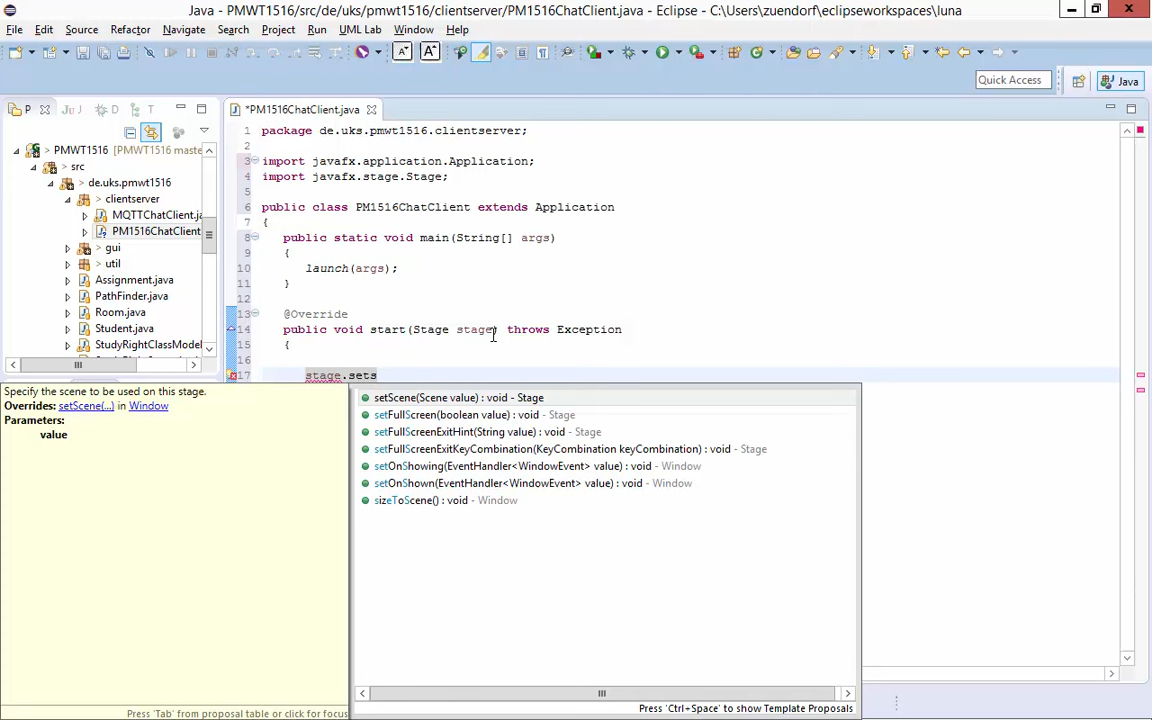 Java - PMWT1516/src/de/uks/pmwt1516/clientserver/PM1516ChatClient.java - Eclipse - C:\Users\zuendorf\eclipseworkspaces\luna
File Edit Source Refactor Navigate Search Project Run UML Lab Window Help
Quick Access
Java
P Ju J D T
*PM1516ChatClient.java
PMWT1516 [PMWT1516 maste
src
de.uks.pmwt1516
clientserver
MQTTChatClient.ja
PM1516ChatClient
gui
util
Assignment.java
PathFinder.java
Room.java
Student.java
StudyRightClassModel
1 package de.uks.pmwt1516.clientserver;
2
3 import javafx.application.Application;
4 import javafx.stage.Stage;
5
6 public class PM1516ChatClient extends Application
7 {
8 public static void main(String[] args)
9 {
10 launch(args);
11 }
12
13 @Override
14 public void start(Stage stage) throws Exception
15 {
16
17 stage.sets
Specify the scene to be used on this stage.
Overrides: setScene(...) in Window
Parameters:
value
Press 'Tab' from proposal table or click for focus
setScene(Scene value) : void - Stage
setFullScreen(boolean value) : void - Stage
setFullScreenExitHint(String value) : void - Stage
setFullScreenExitKeyCombination(KeyCombination keyCombination) : void - Stage
setOnShowing(EventHandler<WindowEvent> value) : void - Window
setOnShown(EventHandler<WindowEvent> value) : void - Window
sizeToScene() : void - Window
Press 'Ctrl+Space' to show Template Proposals